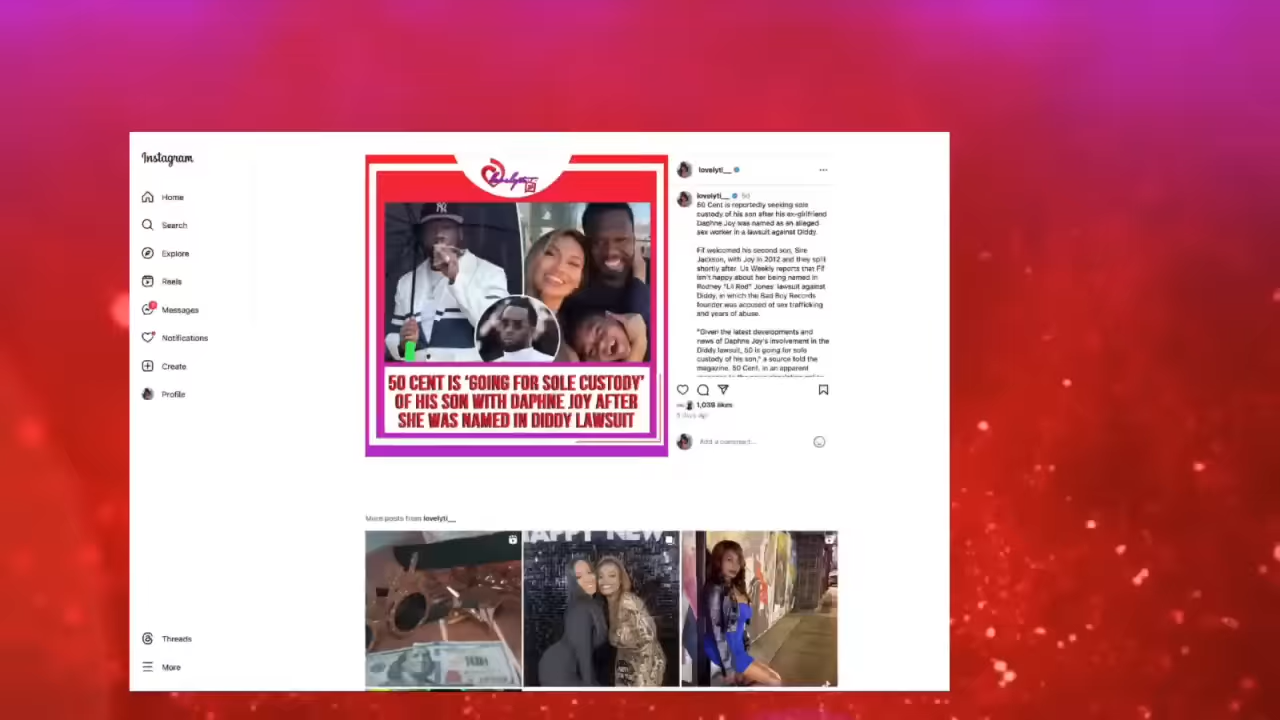 Instagram
Home
Search
Explore
Reels
Messages
Notifications
Create
Profile
Threads
More
50 CENT IS ‘GOING FOR SOLE CUSTODY’
OF HIS SON WITH DAPHNE JOY AFTER
SHE WAS NAMED IN DIDDY LAWSUIT
lovelyti__
lovelyti__ 5d
50 Cent is reportedly seeking sole
custody of his son after his ex-girlfriend
Daphne Joy was named as an alleged
sex worker in a lawsuit against Diddy.
Fif welcomed his second son, Sire
Jackson, with Joy in 2012 and they split
shortly after. Us Weekly reports that Fif
isn't happy about her being named in
Rodney "Lil Rod" Jones' lawsuit against
Diddy, in which the Bad Boy Records
founder was accused of sex trafficking
and years of abuse.
"Given the latest developments and
news of Daphne Joy's involvement in the
Diddy lawsuit, 50 is going for sole
custody of his son," a source told the
magazine. 50 Cent, in an apparent
1,039 likes
5 days ago
Add a comment...
More posts from lovelyti__
HAPPY NEW